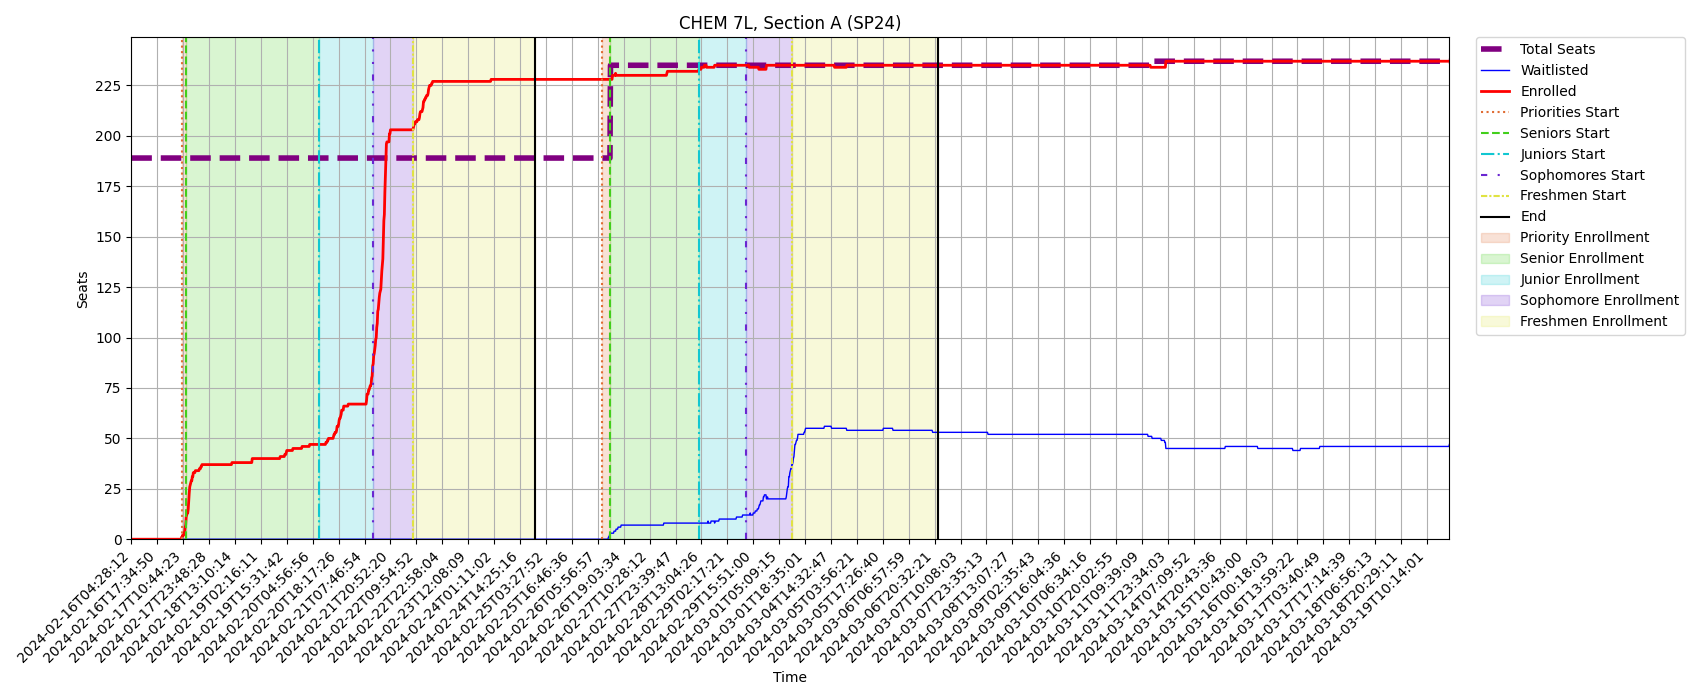 CHEM 7L, Section A (SP24)
Total Seats
Waitlisted
Enrolled
Priorities Start
Seniors Start
Juniors Start
Sophomores Start
Freshmen Start
End
Priority Enrollment
Senior Enrollment
Junior Enrollment
Sophomore Enrollment
Freshmen Enrollment
Seats
225
200
175
150
125
100
75
50
25
0
2024-02-16T04:28:12
2024-02-16T17:34:50
2024-02-17T10:44:23
2024-02-17T23:48:28
2024-02-18T13:10:14
2024-02-19T02:16:11
2024-02-19T15:31:42
2024-02-20T04:56:56
2024-02-20T18:17:26
2024-02-21T07:46:54
2024-02-21T20:52:20
2024-02-22T09:54:52
2024-02-22T22:58:04
2024-02-23T12:08:09
2024-02-24T01:11:02
2024-02-24T14:25:16
2024-02-25T03:27:52
2024-02-25T16:46:36
2024-02-26T05:56:57
2024-02-26T19:03:34
2024-02-27T10:28:12
2024-02-27T23:39:47
2024-02-28T13:04:26
2024-02-29T02:17:21
2024-02-29T15:51:00
2024-03-01T05:09:15
2024-03-01T18:35:01
2024-03-04T14:32:47
2024-03-05T03:56:21
2024-03-05T17:26:40
2024-03-06T06:57:59
2024-03-06T20:32:21
2024-03-07T10:08:03
2024-03-07T23:35:13
2024-03-08T13:07:27
2024-03-09T02:35:43
2024-03-09T16:04:36
2024-03-10T06:34:16
2024-03-10T20:02:55
2024-03-11T09:39:09
2024-03-11T23:34:03
2024-03-14T07:09:52
2024-03-14T20:43:36
2024-03-15T10:43:00
2024-03-16T00:18:03
2024-03-16T13:59:22
2024-03-17T03:40:49
2024-03-17T17:14:39
2024-03-18T06:56:13
2024-03-18T20:29:11
2024-03-19T10:14:01
Time